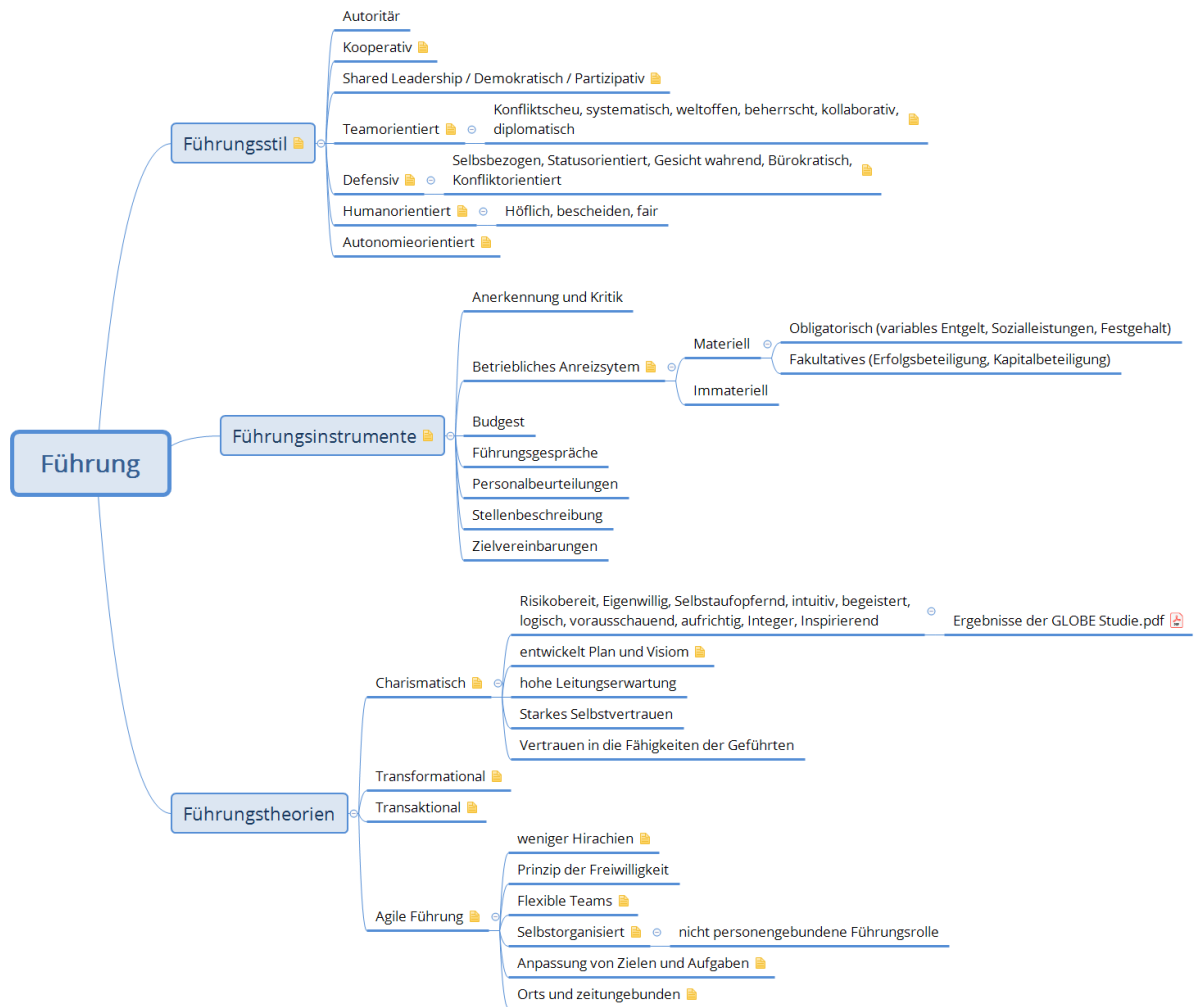 Führung
Führungsstil
Autoritär
Kooperativ
Shared Leadership / Demokratisch / Partizipativ
Teamorientiert
Konfliktscheu, systematisch, weltoffen, beherrscht, kollaborativ,
diplomatisch
Defensiv
Selbsbezogen, Statusorientiert, Gesicht wahrend, Bürokratisch,
Konfliktorientiert
Humanorientiert
Höflich, bescheiden, fair
Autonomieorientiert
Führungsinstrumente
Anerkennung und Kritik
Betriebliches Anreizsytem
Materiell
Obligatorisch (variables Entgelt, Sozialleistungen, Festgehalt)
Fakultatives (Erfolgsbeteiligung, Kapitalbeteiligung)
Immateriell
Budgest
Führungsgespräche
Personalbeurteilungen
Stellenbeschreibung
Zielvereinbarungen
Führungstheorien
Charismatisch
Risikobereit, Eigenwillig, Selbstaufopfernd, intuitiv, begeistert,
logisch, vorausschauend, aufrichtig, Integer, Inspirierend
Ergebnisse der GLOBE Studie.pdf
entwickelt Plan und Visiom
hohe Leitungserwartung
Starkes Selbstvertrauen
Vertrauen in die Fähigkeiten der Geführten
Transformational
Transaktional
Agile Führung
weniger Hirachien
Prinzip der Freiwilligkeit
Flexible Teams
Selbstorganisiert
nicht personengebundene Führungsrolle
Anpassung von Zielen und Aufgaben
Orts und zeitungebunden